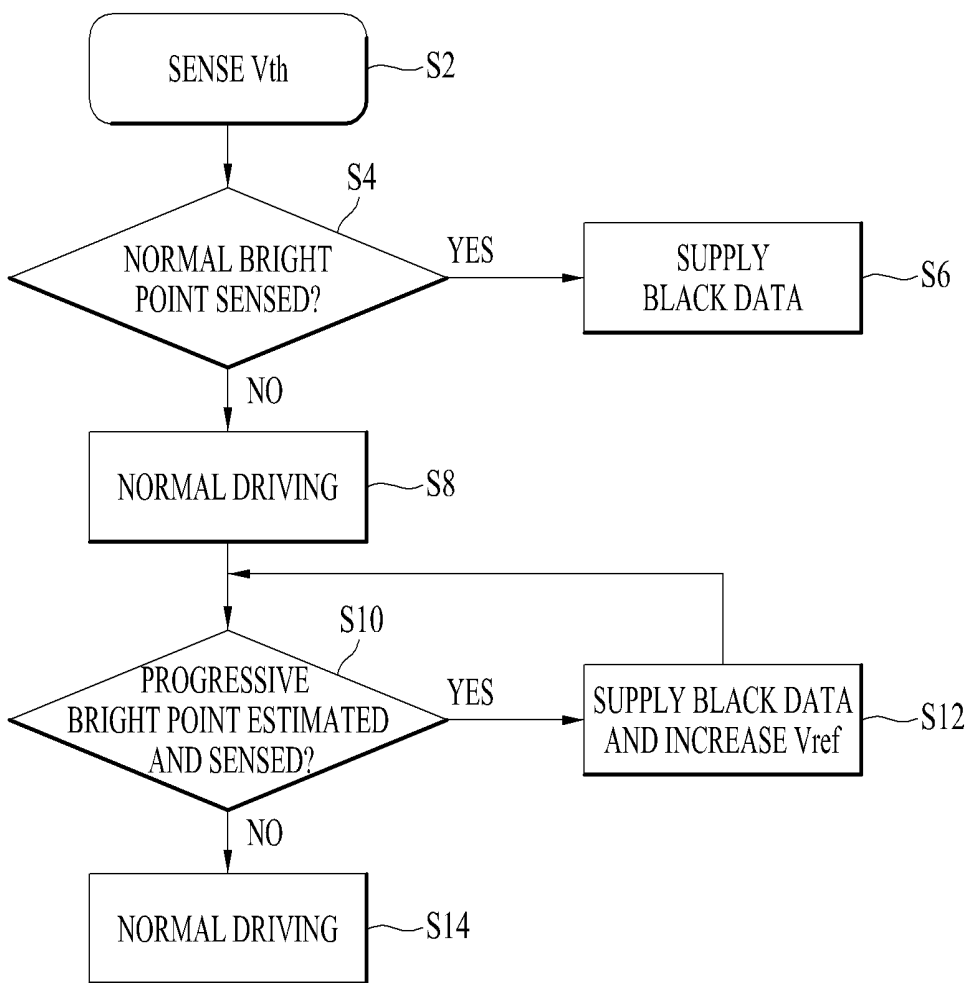 SENSE Vth
S2
S4
NORMAL BRIGHT
POINT SENSED?
YES
SUPPLY
BLACK DATA
S6
NO
NORMAL DRIVING
S8
S10
PROGRESSIVE
BRIGHT POINT ESTIMATED
AND SENSED?
YES
SUPPLY BLACK DATA
AND INCREASE Vref
S12
NO
NORMAL DRIVING
S14